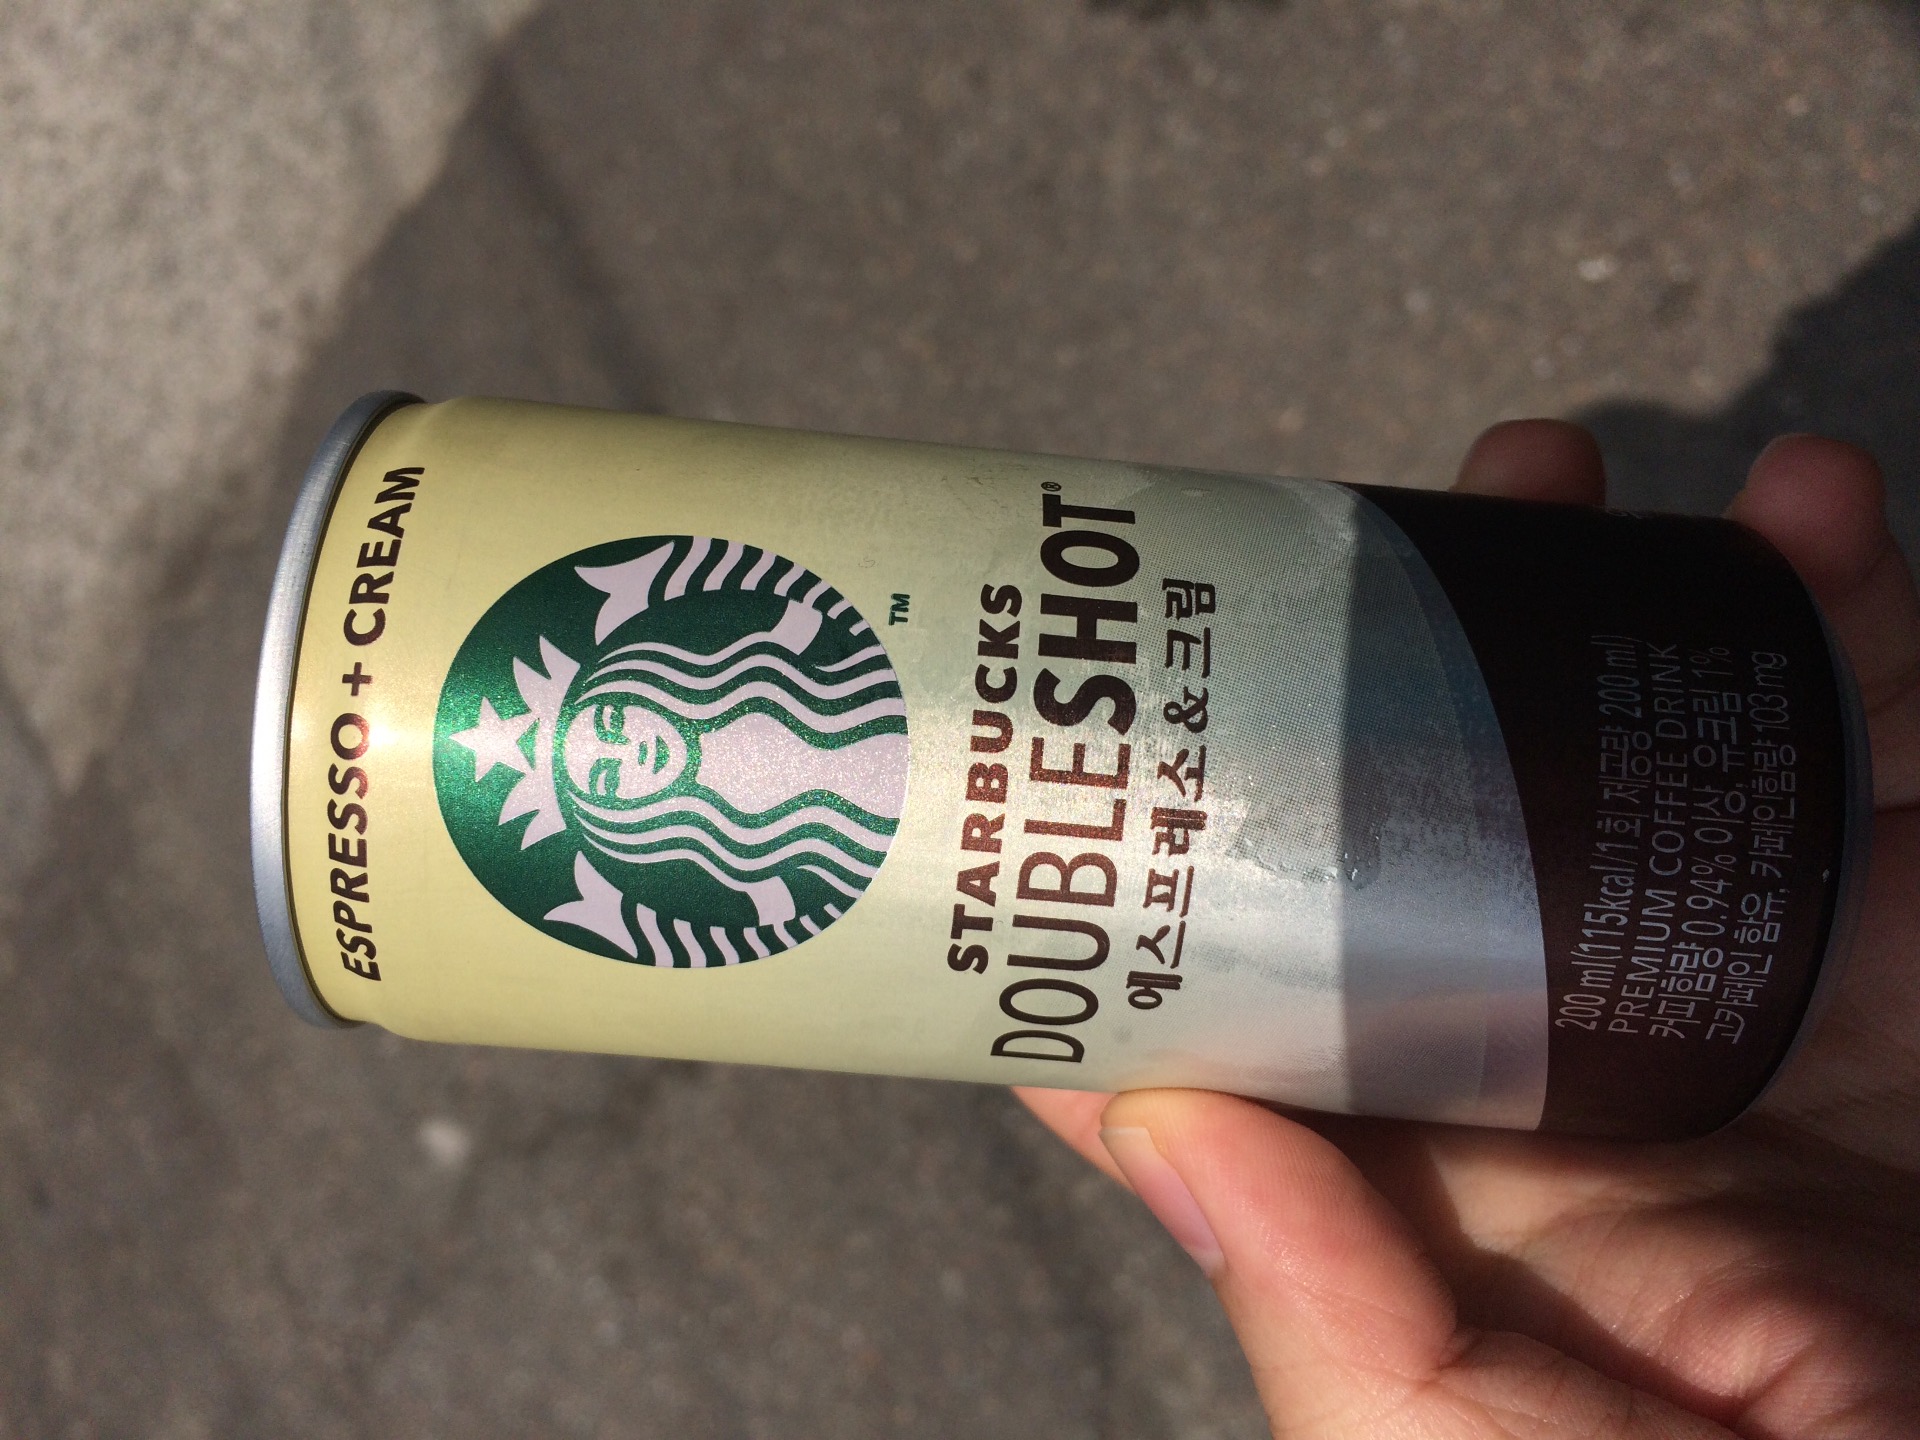 ESPRESSO + CREAM
TM
STARBUCKS
DOUBLESHOT®
에스프레소&크림
200 ml(115kcal/1회 제공량 200 ml)
PREMIUM COFFEE DRINK
커피함량 0.94% 이상, 유크림 1%
고카페인 함유, 카페인함량 103 mg